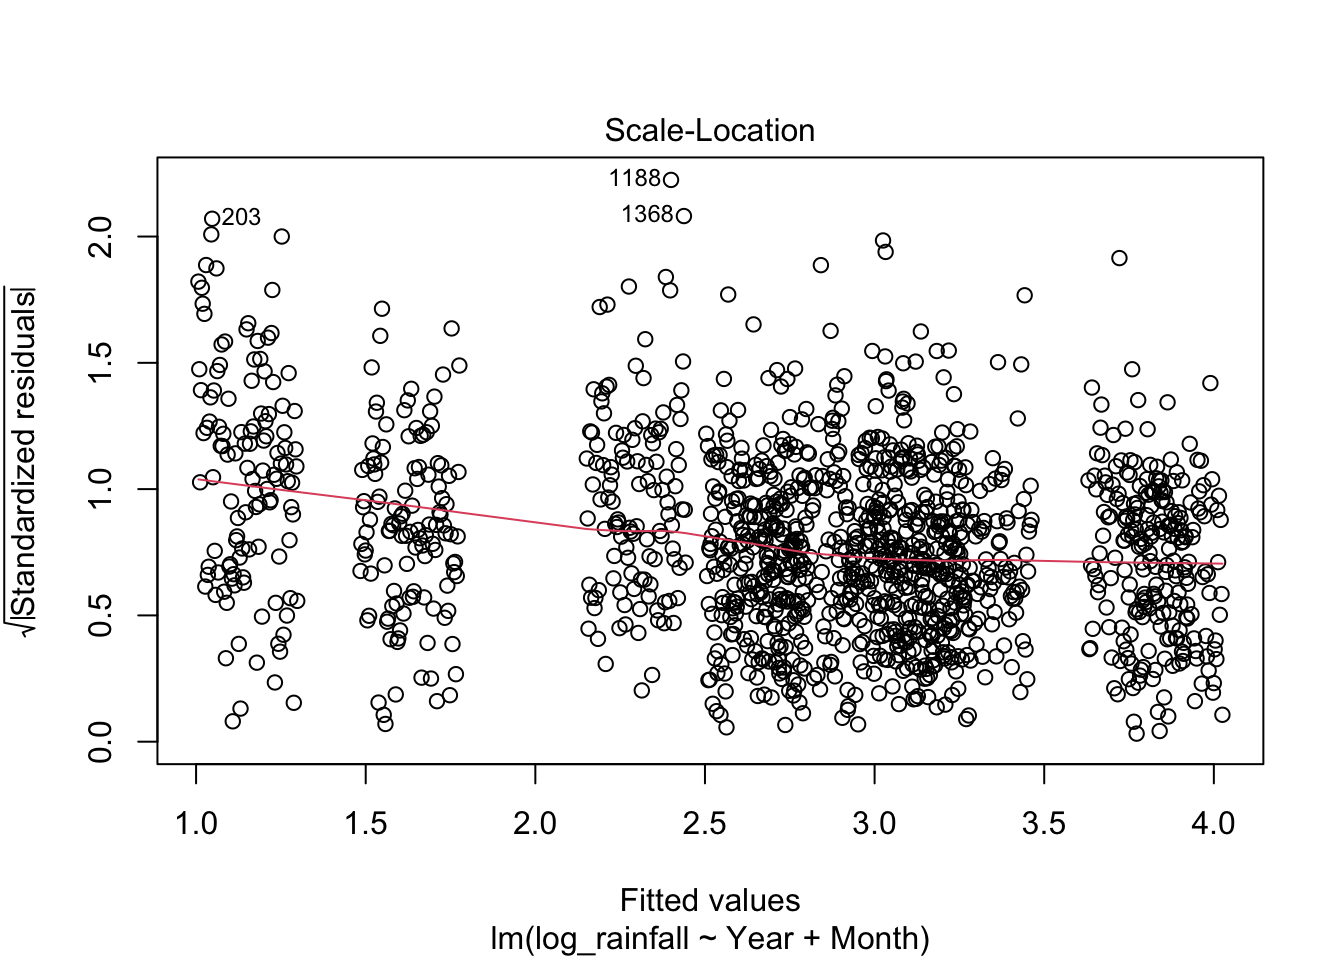 Scale-Location
1188
1368
203
√|Standardized residuals|
0.0 0.5 1.0 1.5 2.0
1.0 1.5 2.0 2.5 3.0 3.5 4.0
Fitted values
lm(log_rainfall ~ Year + Month)